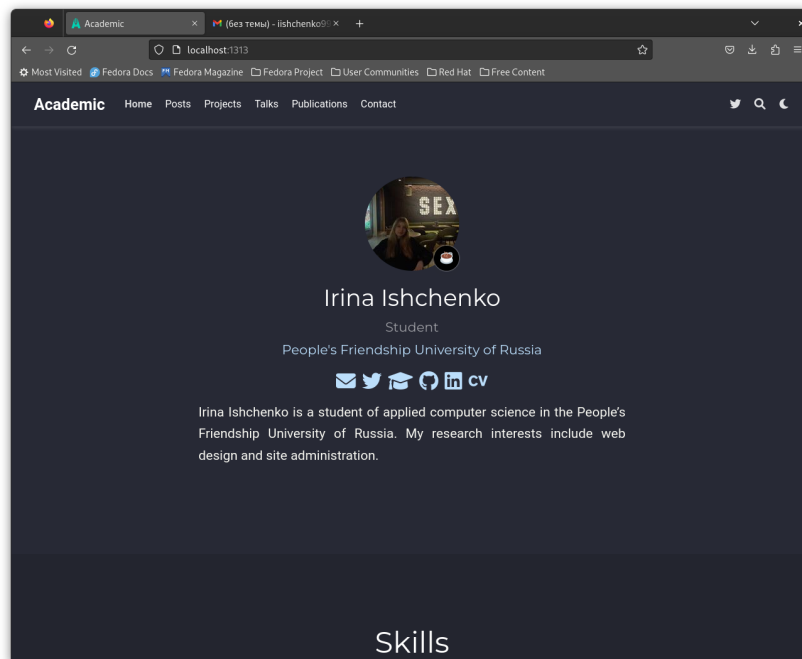 Academic
(без темы) - iishchenko99
localhost:1313
Most Visited Fedora Docs Fedora Magazine Fedora Project User Communities Red Hat Free Content
Academic Home Posts Projects Talks Publications Contact
SEX
Irina Ishchenko
Student
People's Friendship University of Russia
CV
Irina Ishchenko is a student of applied computer science in the People's
Friendship University of Russia. My research interests include web
design and site administration.
Skills